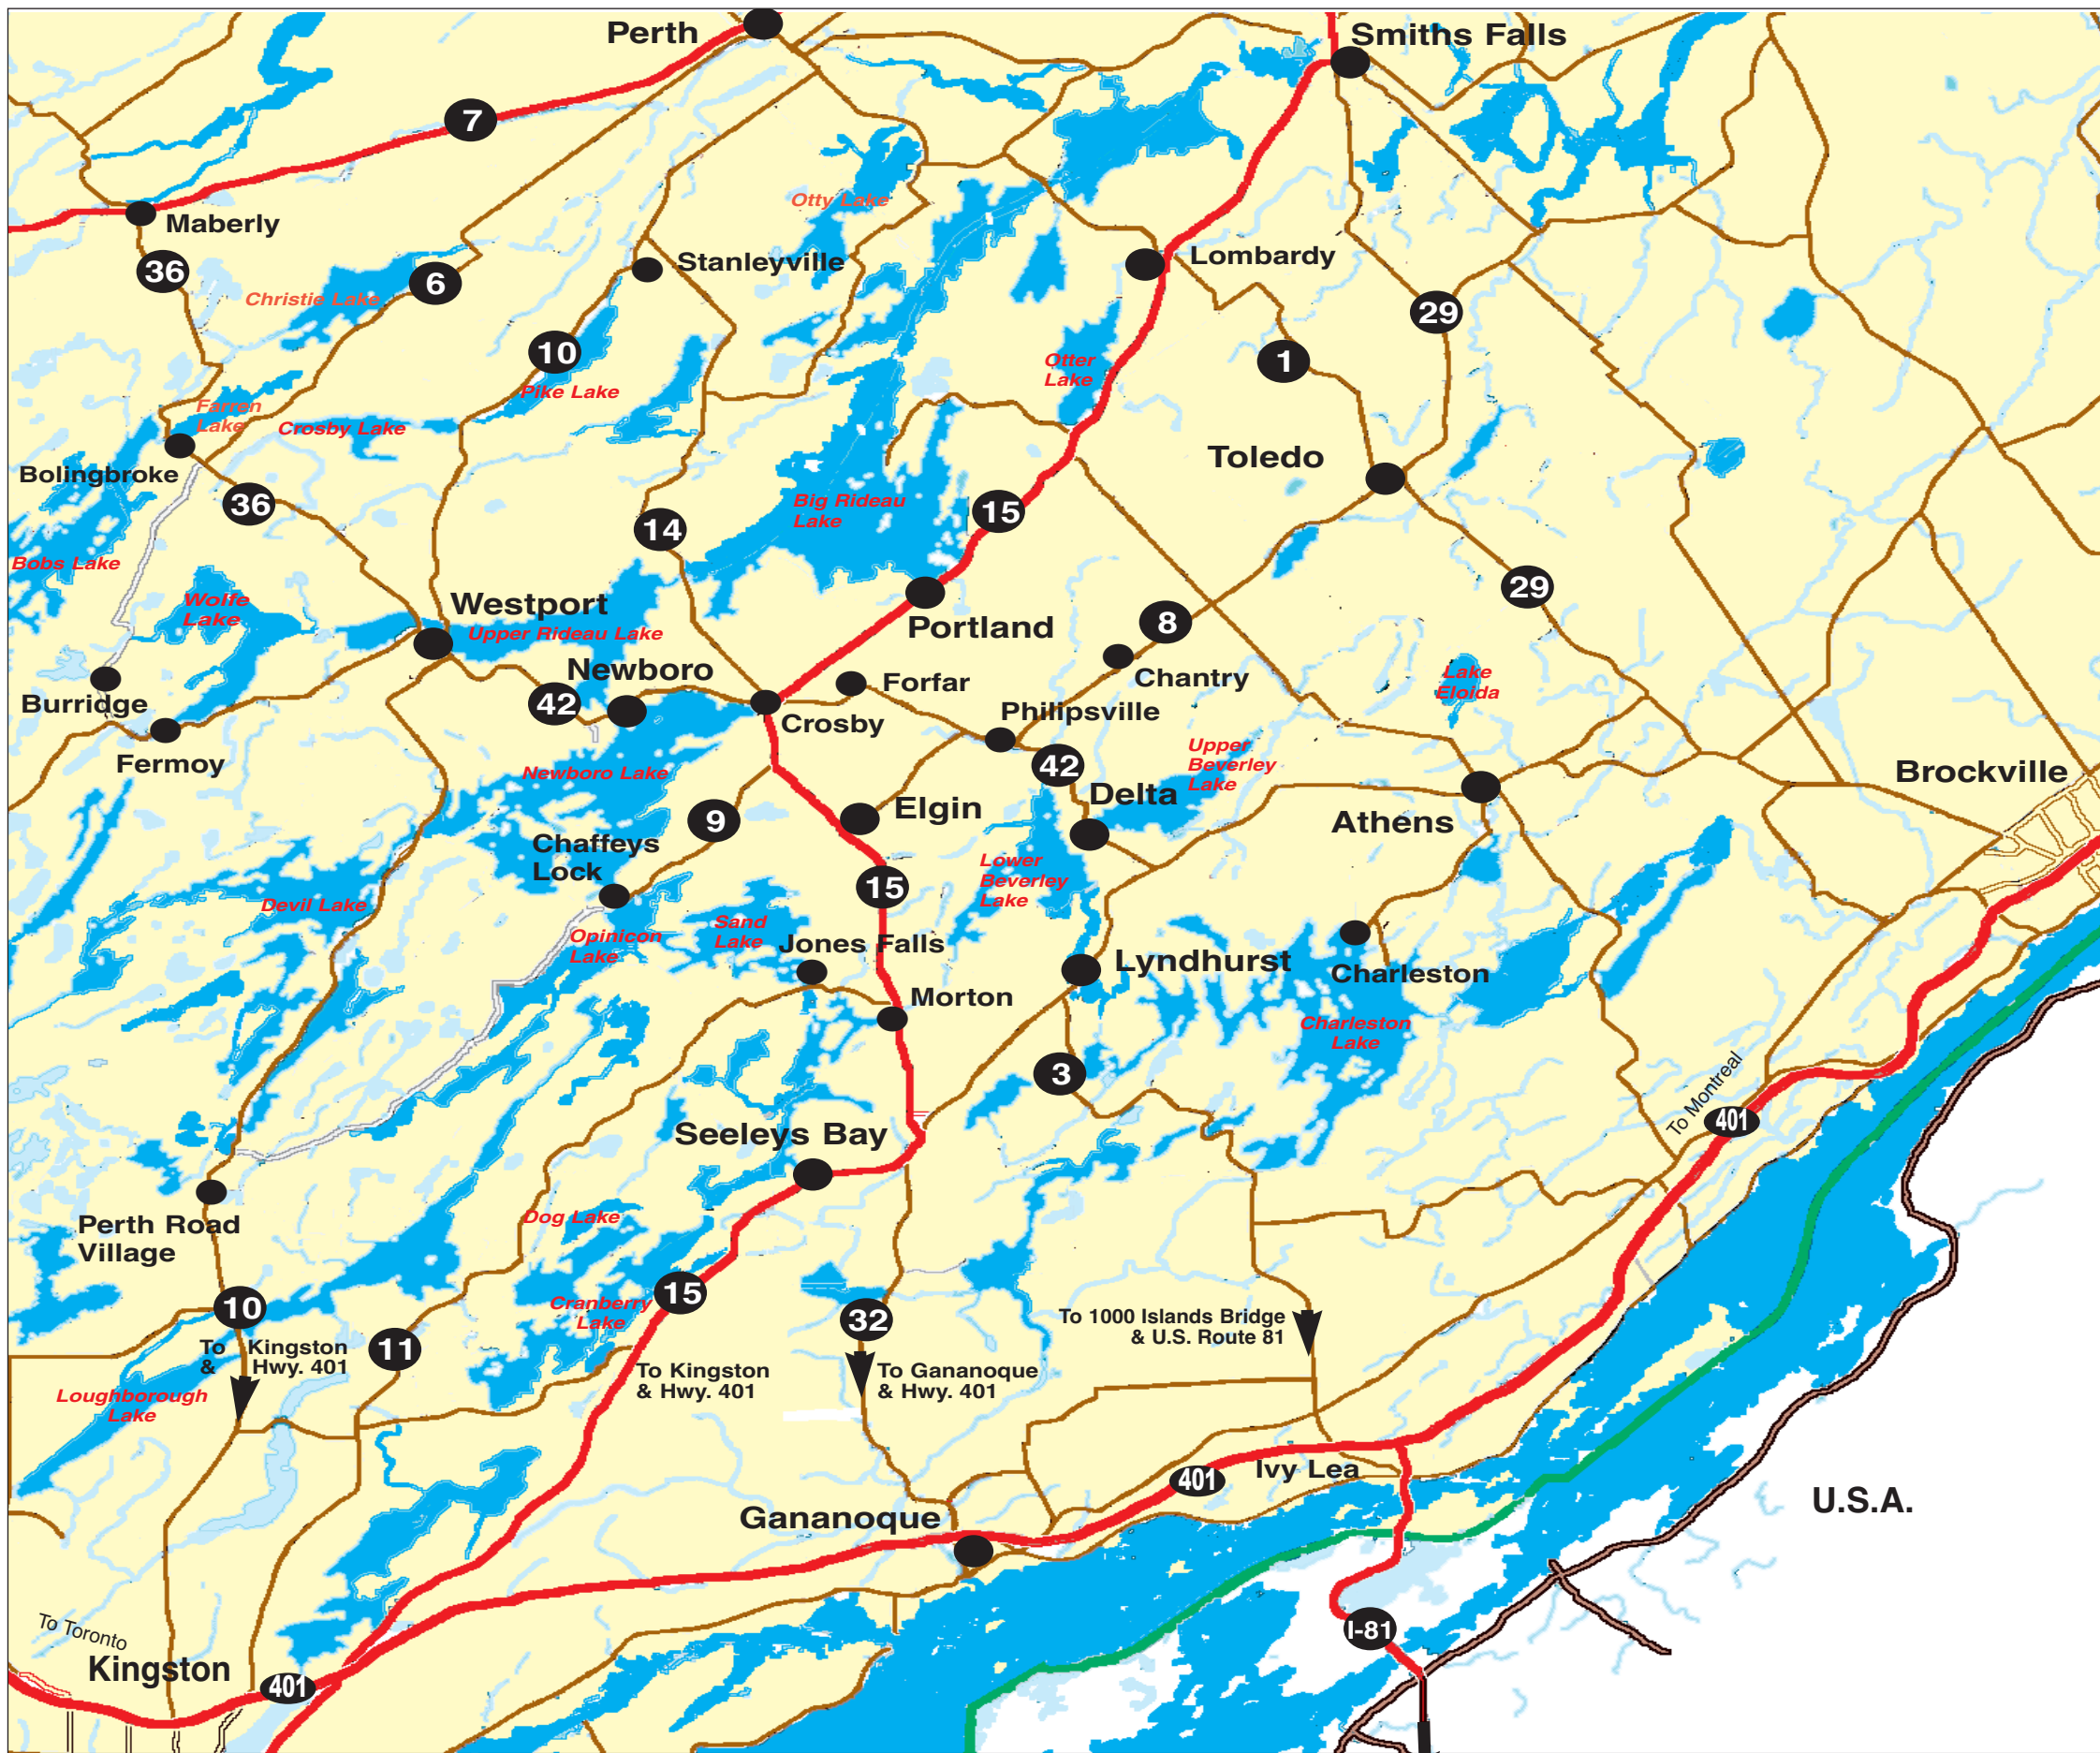 Perth
Smiths Falls
7
Otty Lake
Maberly
Stanleyville
Lombardy
36
6
Christie Lake
29
10
1
Otter
Lake
Pike Lake
Farren
Lake
Crosby Lake
Bolingbroke
Toledo
36
Big Rideau
Lake
15
14
Bobs Lake
29
Wolfe
Lake
Westport
Upper Rideau Lake
Portland
8
Chantry
Newboro
Forfar
Lake
Eloida
Burridge
42
Crosby
Philipsville
Fermoy
Newboro Lake
42
Upper
Beverley
Lake
Brockville
Delta
Elgin
9
Athens
Chaffeys
Lock
Lower
Beverley
Lake
15
Devil Lake
Sand
Lake
Opinicon
Lake
Jones Falls
Lyndhurst
Charleston
Morton
Charleston
Lake
3
To Montreal
401
Seeleys Bay
Perth Road
Village
Dog Lake
10
Cranberry
Lake
15
32
To 1000 Islands Bridge
& U.S. Route 81
11
To Kingston
& Hwy. 401
To Kingston
& Hwy. 401
To Gananoque
& Hwy. 401
Loughborough
Lake
401
Ivy Lea
U.S.A.
Gananoque
I-81
To Toronto
Kingston
401